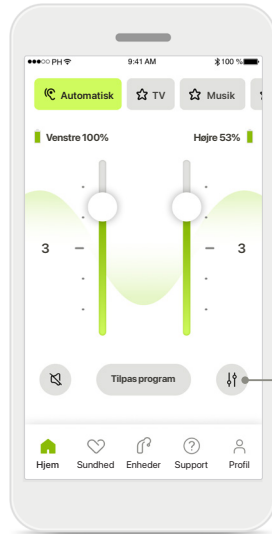 PH 9:41 AM 100 %
Automatisk TV Musik
Venstre 100% Højre 53%
3 3
Tilpas program
Hjem Sundhed Enheder Support Profil